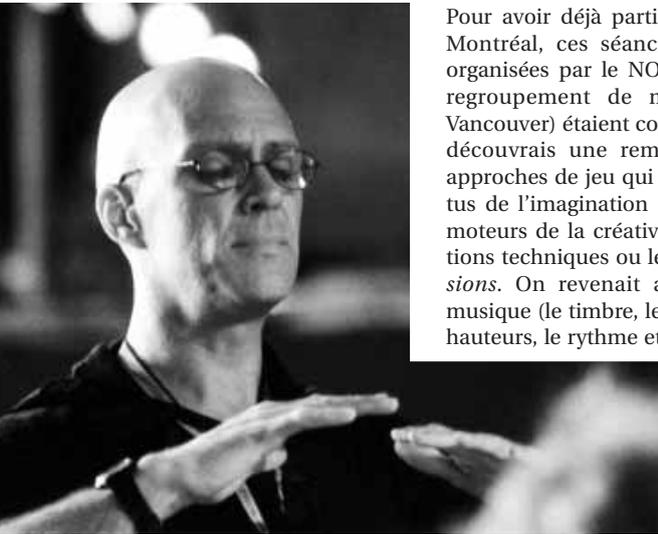 Pour avoir déjà parti
Montréal, ces séanc
organisées par le NO
regroupement de m
Vancouver) étaient co
découvrais une rem
approches de jeu qui
tus de l'imagination
moteurs de la créativ
tions techniques ou le
sions. On revenait a
musique (le timbre, le
hauteurs, le rythme et